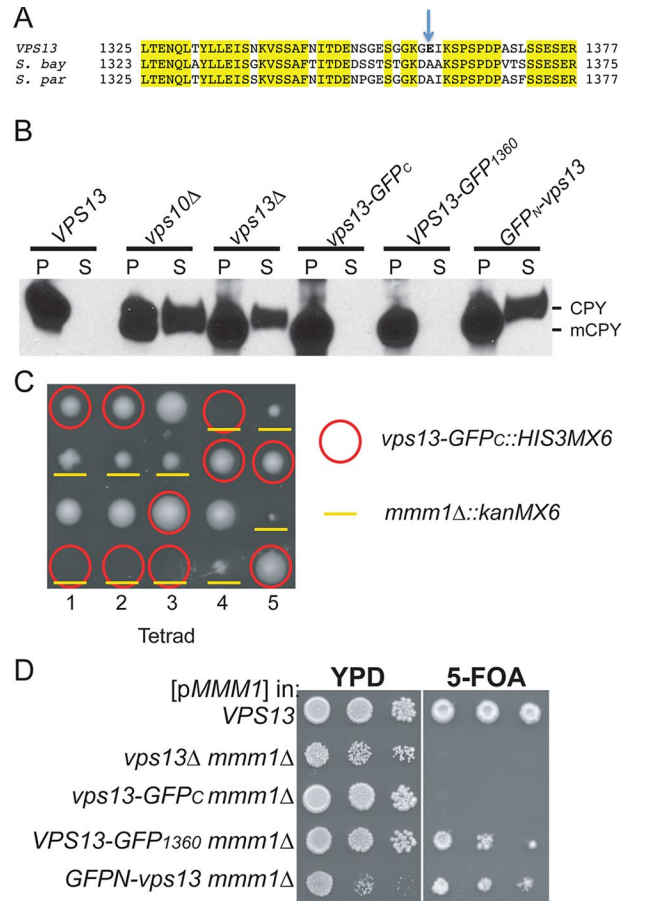 A
VPS13 1325 LTENQLTYLLEISNKVSSAFNITDENSGESGGKGEIKSPSPDPASLSSESER 1377
S. bay 1323 LTENQLAYLLEISGKVSSAFTITDEDSSTSTGKDAAKSPSPDPVTSSSESER 1375
S. par 1325 LTENQLTYLLEISNKVSSAFNITDENPGESGGKDAIKSPSPDPASFSSESER 1377
B
VPS13 vps10Δ vps13Δ vps13-GFPC VPS13-GFP1360 GFPN-vps13
P S P S P S P S P S P S
CPY
mCPY
C
vps13-GFPC::HIS3MX6
mmm1Δ::kanMX6
1 2 3 4 5
Tetrad
D
YPD 5-FOA
[pMMM1] in:
VPS13
vps13Δ mmm1Δ
vps13-GFPC mmm1Δ
VPS13-GFP1360 mmm1Δ
GFPN-vps13 mmm1Δ